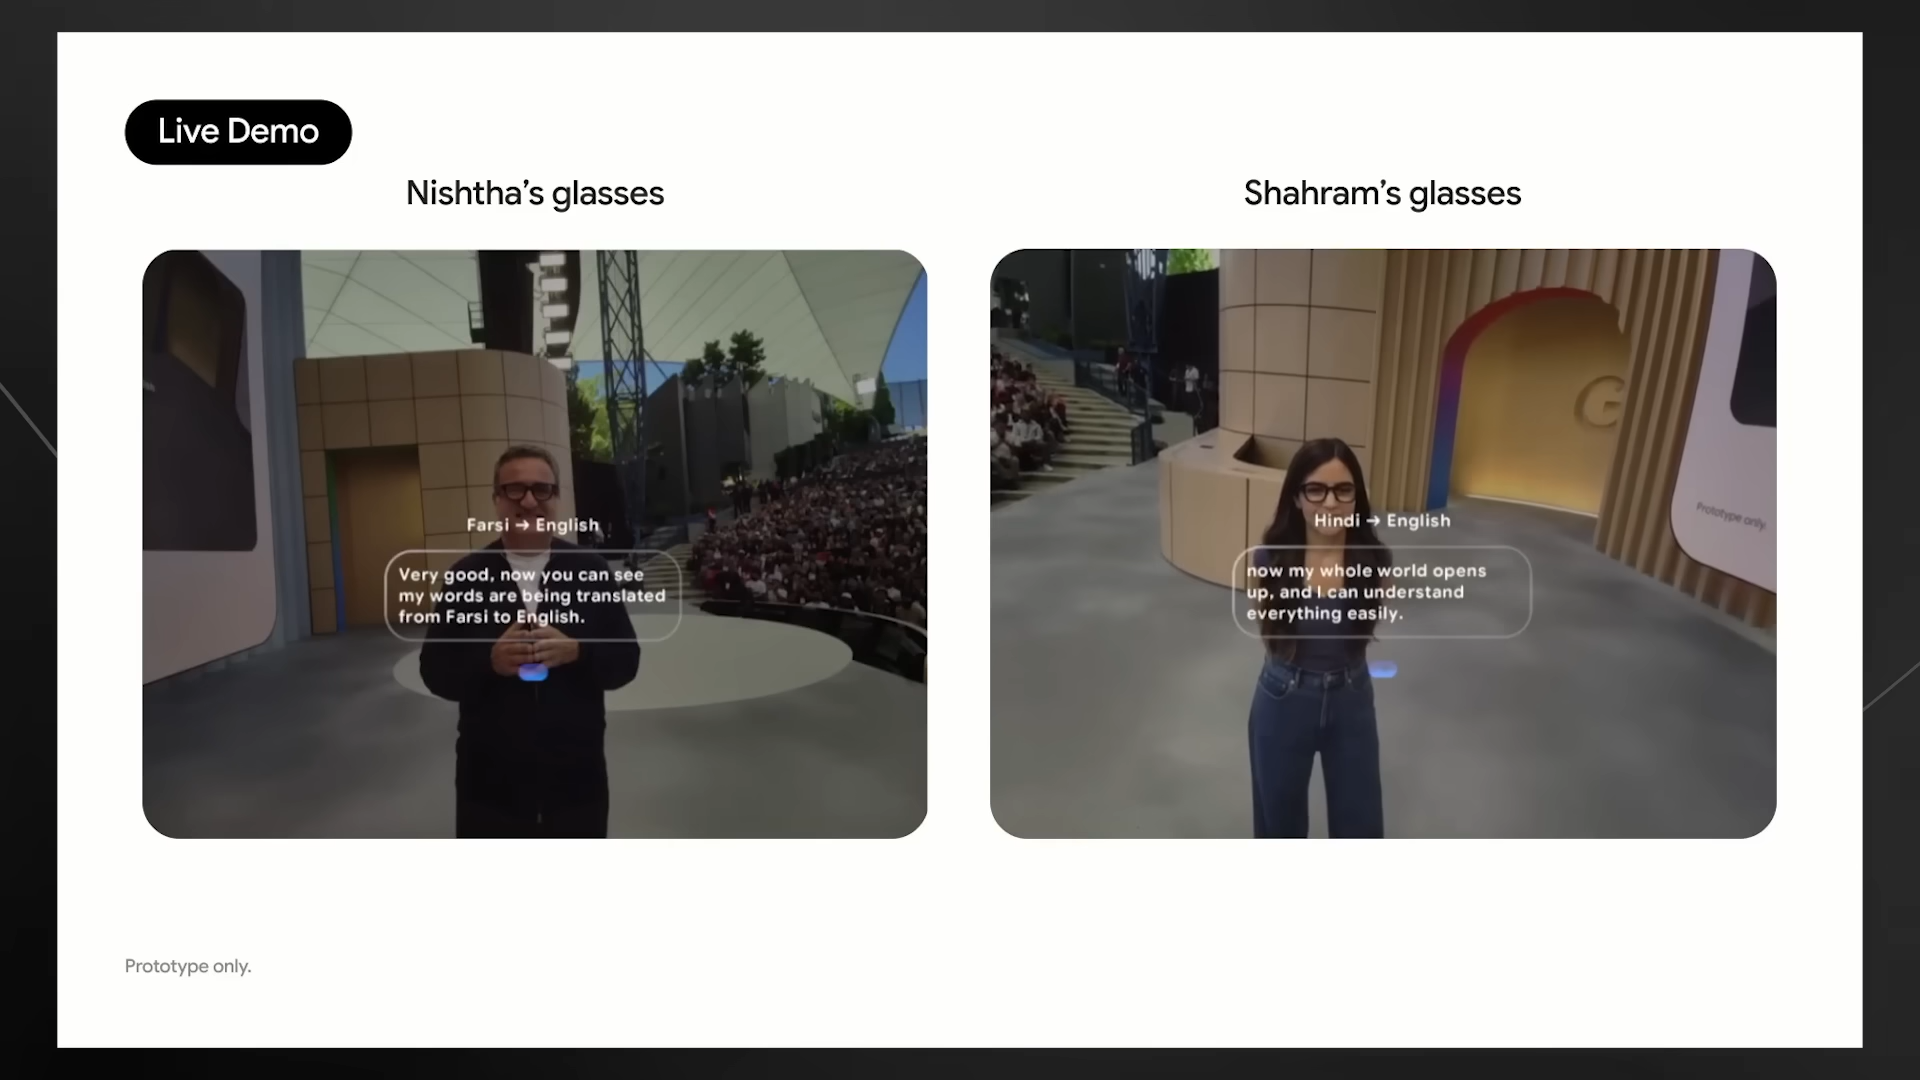 Live Demo
Nishtha’s glasses
Farsi → English
Very good, now you can see
my words are being translated
from Farsi to English.
Shahram’s glasses
G
Hindi → English
now my whole world opens
up, and I can understand
everything easily.
Prototype only.
Prototype only.